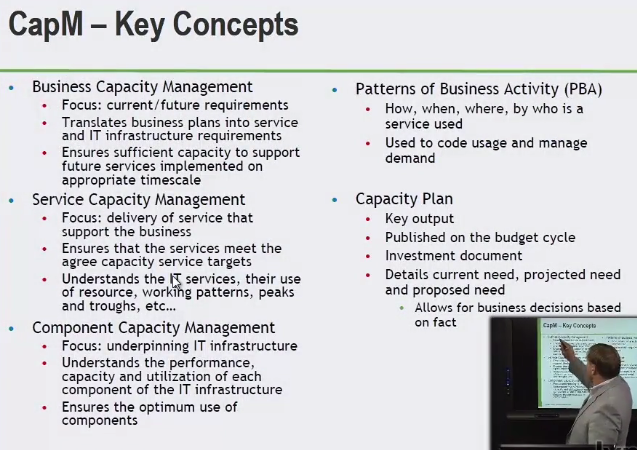 CapM – Key Concepts
• Business Capacity Management
• Focus: current/future requirements
• Translates business plans into service
and IT infrastructure requirements
• Ensures sufficient capacity to support
future services implemented on
appropriate timescale
• Service Capacity Management
• Focus: delivery of service that
support the business
• Ensures that the services meet the
agree capacity service targets
• Understands the IT services, their use
of resource, working patterns, peaks
and troughs, etc…
• Component Capacity Management
• Focus: underpinning IT infrastructure
• Understands the performance,
capacity and utilization of each
component of the IT infrastructure
• Ensures the optimum use of
components
• Patterns of Business Activity (PBA)
• How, when, where, by who is a
service used
• Used to code usage and manage
demand
• Capacity Plan
• Key output
• Published on the budget cycle
• Investment document
• Details current need, projected need
and proposed need
• Allows for business decisions based
on fact
CapM – Key Concepts